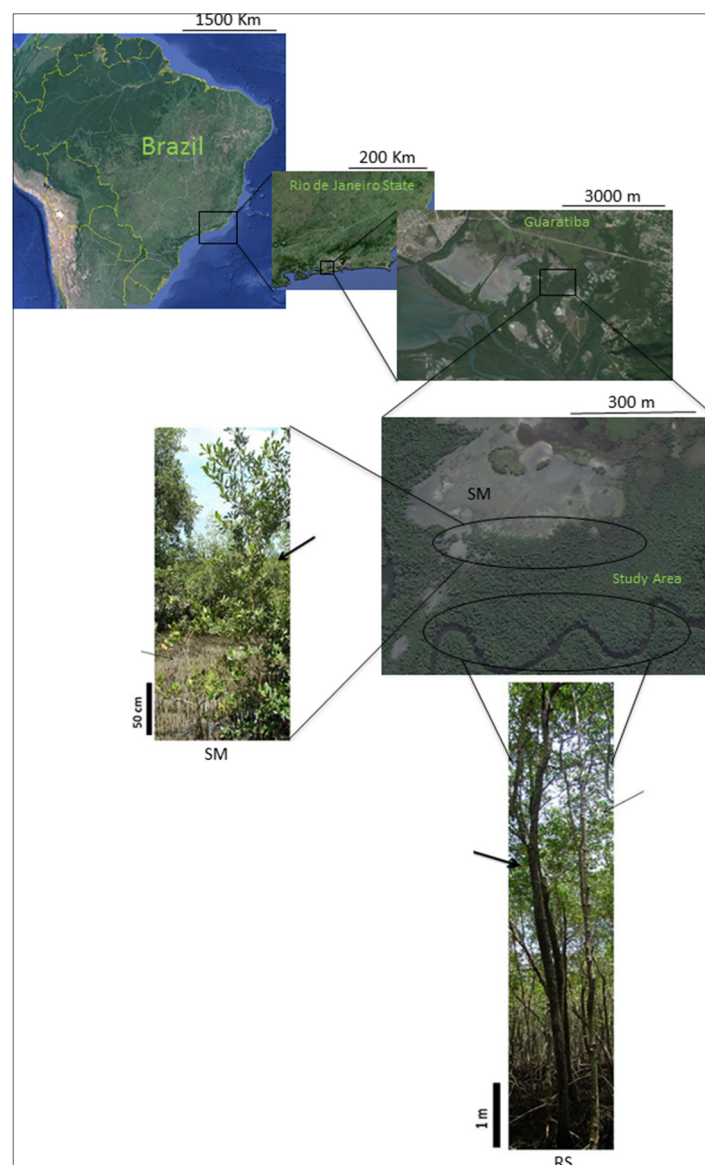 1500 Km
Brazil
200 Km
Rio de Janeiro State
3000 m
Guaratiba
300 m
SM
Study Area
50 cm
SM
1 m
RS